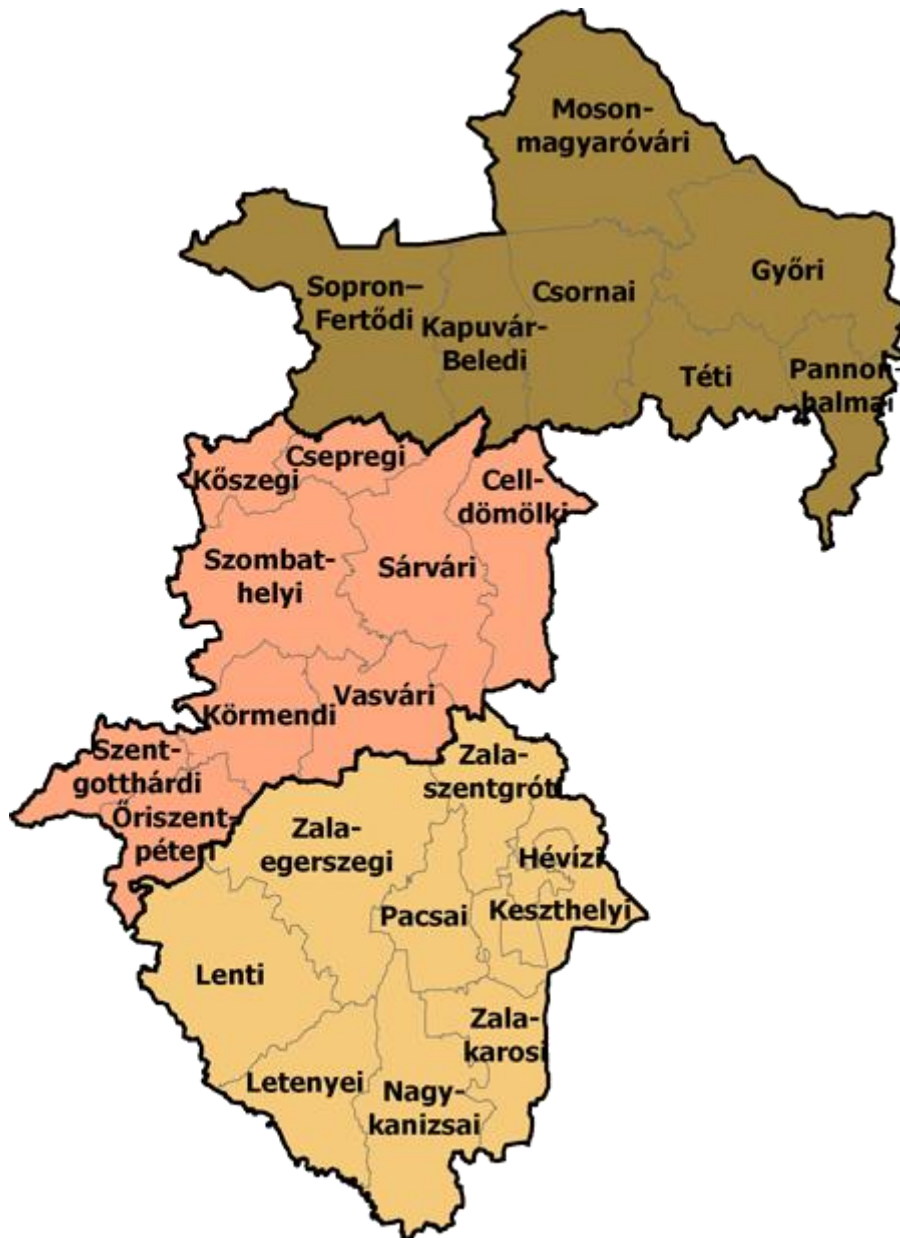 Moson-
magyaróvári
Győri
Sopron–
Fertődi
Csornai
Kapuvár-
Beledi
Téti
Pannon-
halmai
Csepregi
Kőszegi
Cell-
dömölki
Szombat-
helyi
Sárvári
Vasvári
Körmendi
Szent-
gotthárdi
Őriszent-
péteri
Zala-
szentgróti
Zala-
egerszegi
Hévízi
Keszthelyi
Pacsai
Lenti
Zala-
karosi
Letenyei
Nagy-
kanizsai